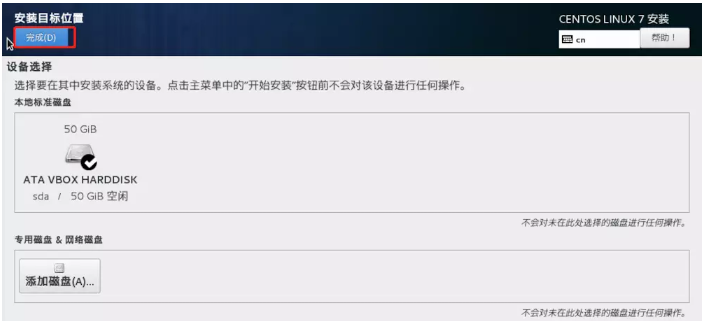 安装目标位置
CENTOS LINUX 7 安装
完成(D)
cn
帮助！
设备选择
选择要在其中安装系统的设备。点击主菜单中的“开始安装”按钮前不会对该设备进行任何操作。
本地标准磁盘
50 GiB
ATA VBOX HARDDISK
sda / 50 GiB 空闲
不会对未在此处选择的磁盘进行任何操作。
专用磁盘 & 网络磁盘
添加磁盘(A)...
不会对未在此处选择的磁盘进行任何操作。